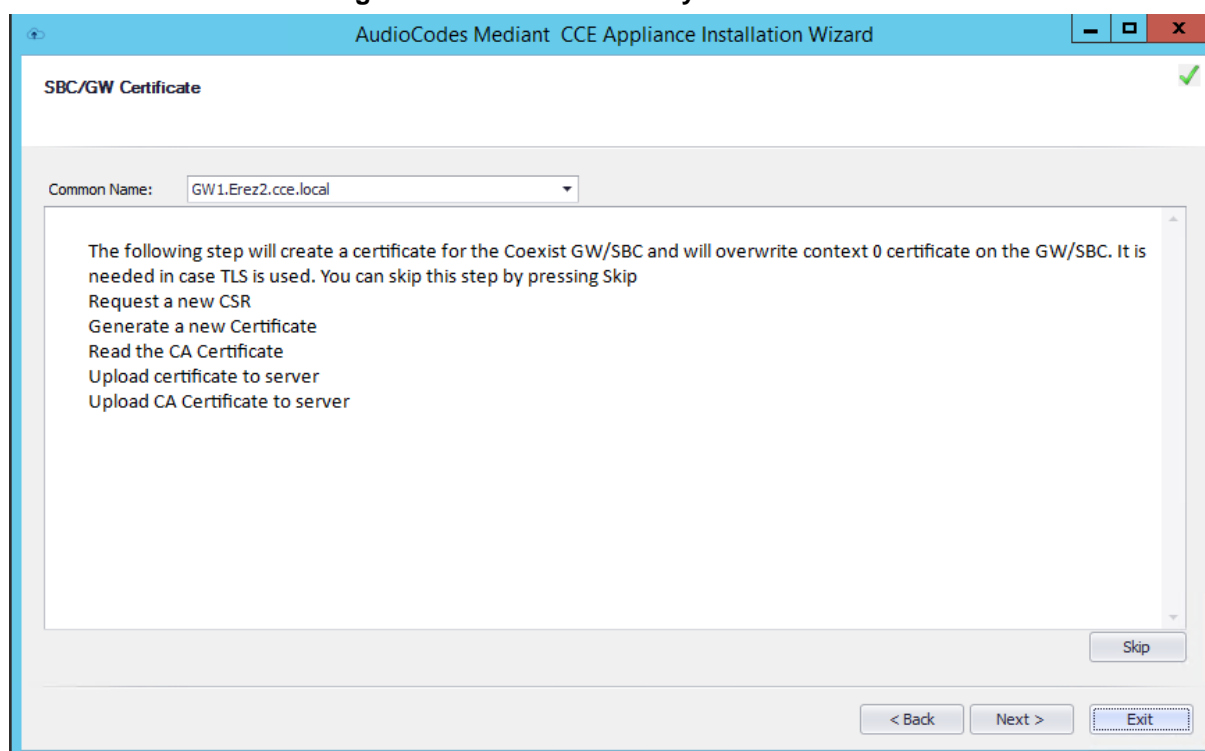 AudioCodes Mediant CCE Appliance Installation Wizard
SBC/GW Certificate
Common Name: GW1.Erez2.cce.local
The following step will create a certificate for the Coexist GW/SBC and will overwrite context 0 certificate on the GW/SBC. It is
needed in case TLS is used. You can skip this step by pressing Skip
Request a new CSR
Generate a new Certificate
Read the CA Certificate
Upload certificate to server
Upload CA Certificate to server
Skip
< Back Next > Exit